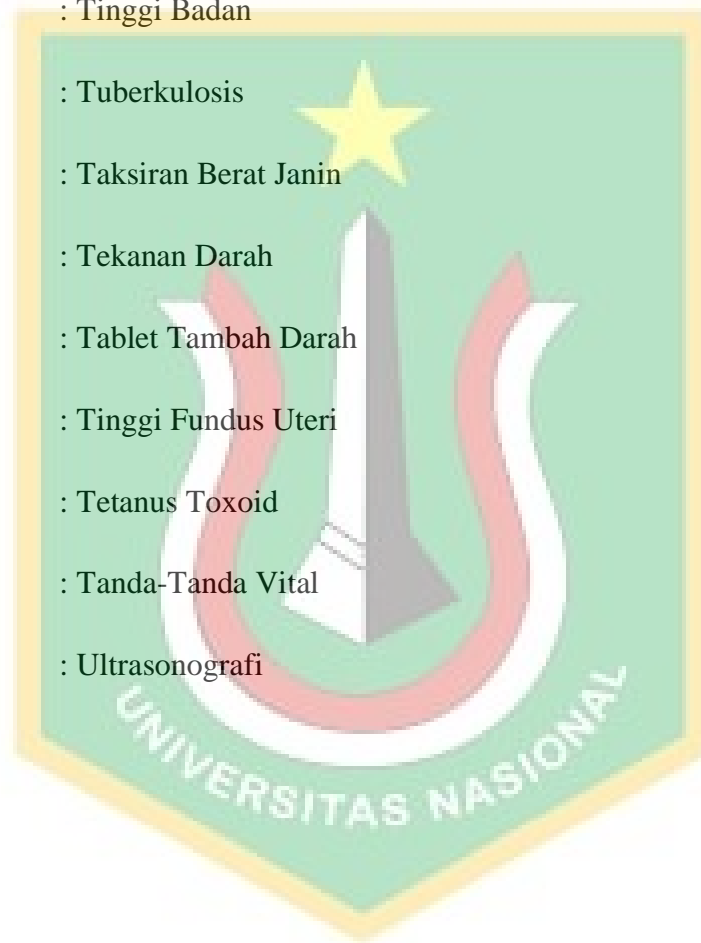 : Tinggi Badan
: Tuberkulosis
: Taksiran Berat Janin
: Tekanan Darah
: Tablet Tambah Darah
: Tinggi Fundus Uteri
: Tetanus Toxoid
: Tanda-Tanda Vital
: Ultrasonografi
UNIVERSITAS NASIONAL